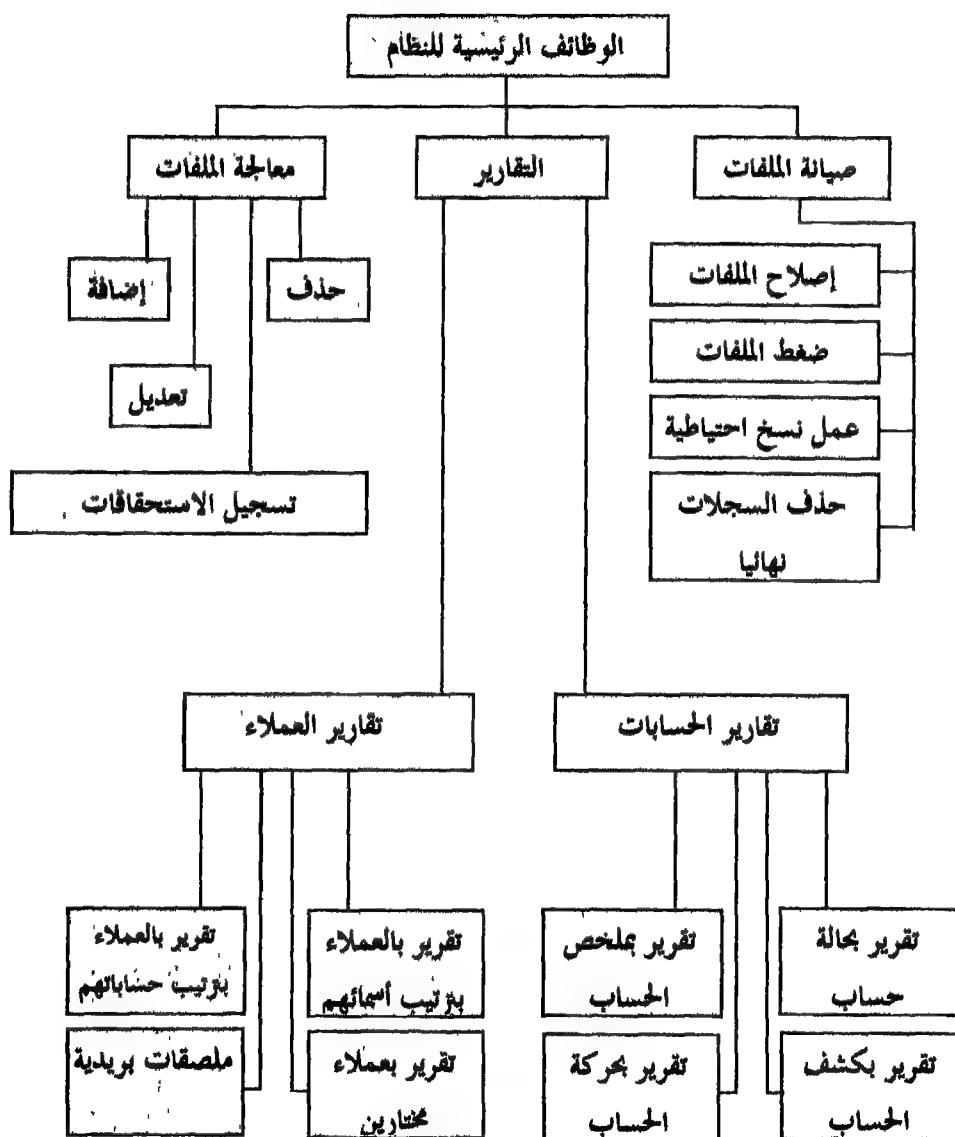 الوظائف الرئيسية للنظام
صيانة الملفات
التقارير
معالجة الملفات
إصلاح الملفات
ضغط الملفات
عمل نسخ احتياطية
حذف السجلات
نهائيا
حذف
إضافة
تعديل
تسجيل الاستحقاقات
تقارير الحسابات
تقارير العملاء
تقرير بحالة
حساب
تقرير بملخص
الحساب
تقرير بالعملاء
بترتيب أسمائهم
تقرير بالعملاء
بترتيب حساباتهم
تقرير بكشف
الحساب
تقرير بحركة
الحساب
تقرير بعملاء
مختارين
ملصقات بريدية